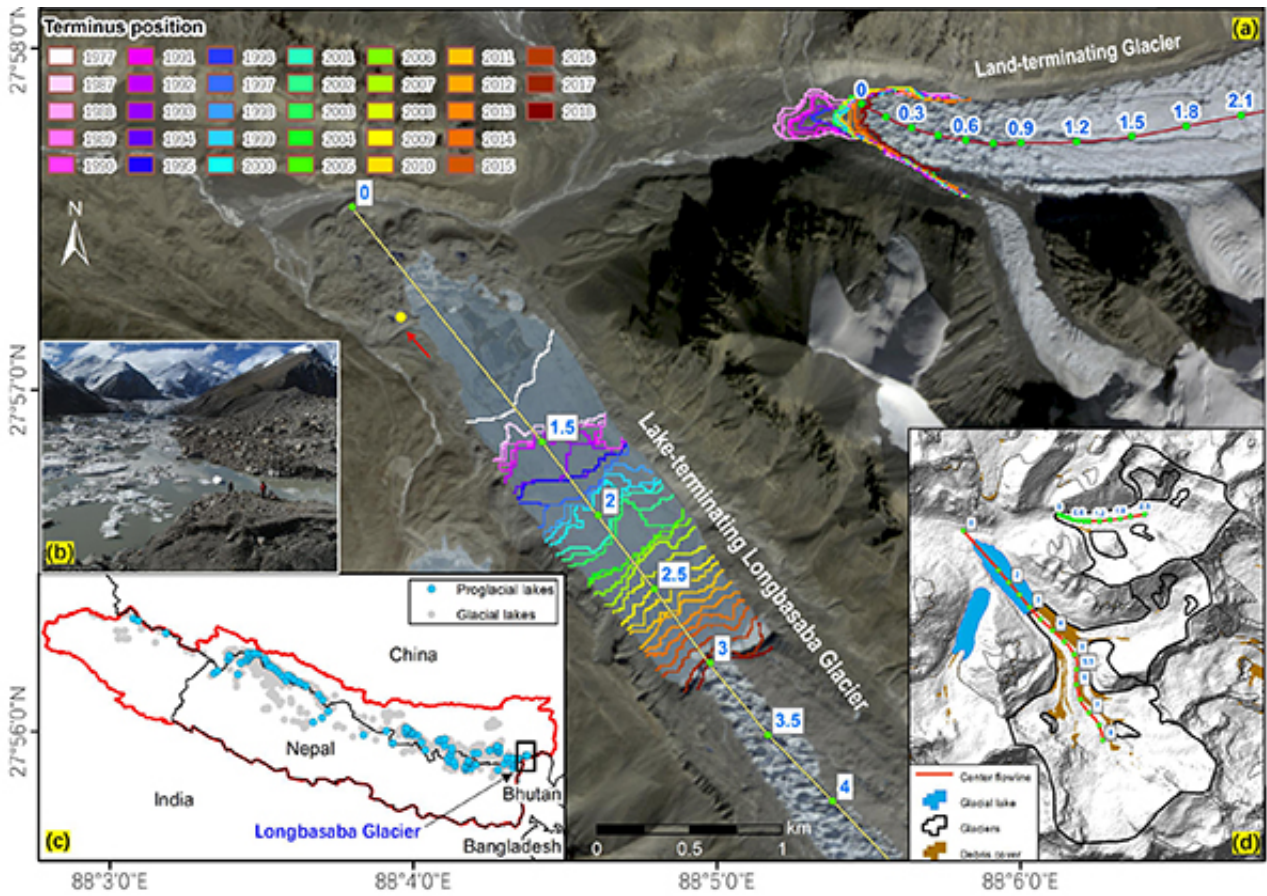 Terminus position
1977 1991 1996 2001 2006 2011 2016
1987 1992 1997 2002 2007 2012 2017
1988 1993 1998 2003 2008 2013 2018
1989 1994 1999 2004 2009 2014
1990 1995 2000 2005 2010 2015
(a)
Land-terminating Glacier
0 0.3 0.6 0.9 1.2 1.5 1.8 2.1
N
0
1.5
2
2.5
3
3.5
4
Lake-terminating Longbasaba Glacier
0 0.5 1
km
(b)
Proglacial lakes
Glacial lakes
China
Nepal
India
Bhutan
Longbasaba Glacier
Bangladesh
(c)
Center flowline
Glacial lake
Glaciers
Debris cover
(d)
27°58'0"N
27°57'0"N
27°56'0"N
88°3'0"E 88°4'0"E 88°5'0"E 88°6'0"E